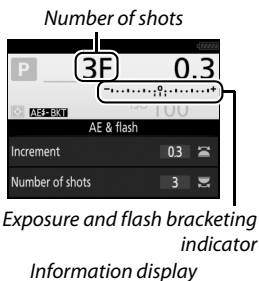 Number of shots
P 3F 0.3
AE⚡-BKT ISO 100
AE & flash
Increment 0.3
Number of shots 3
Exposure and flash bracketing
indicator
Information display